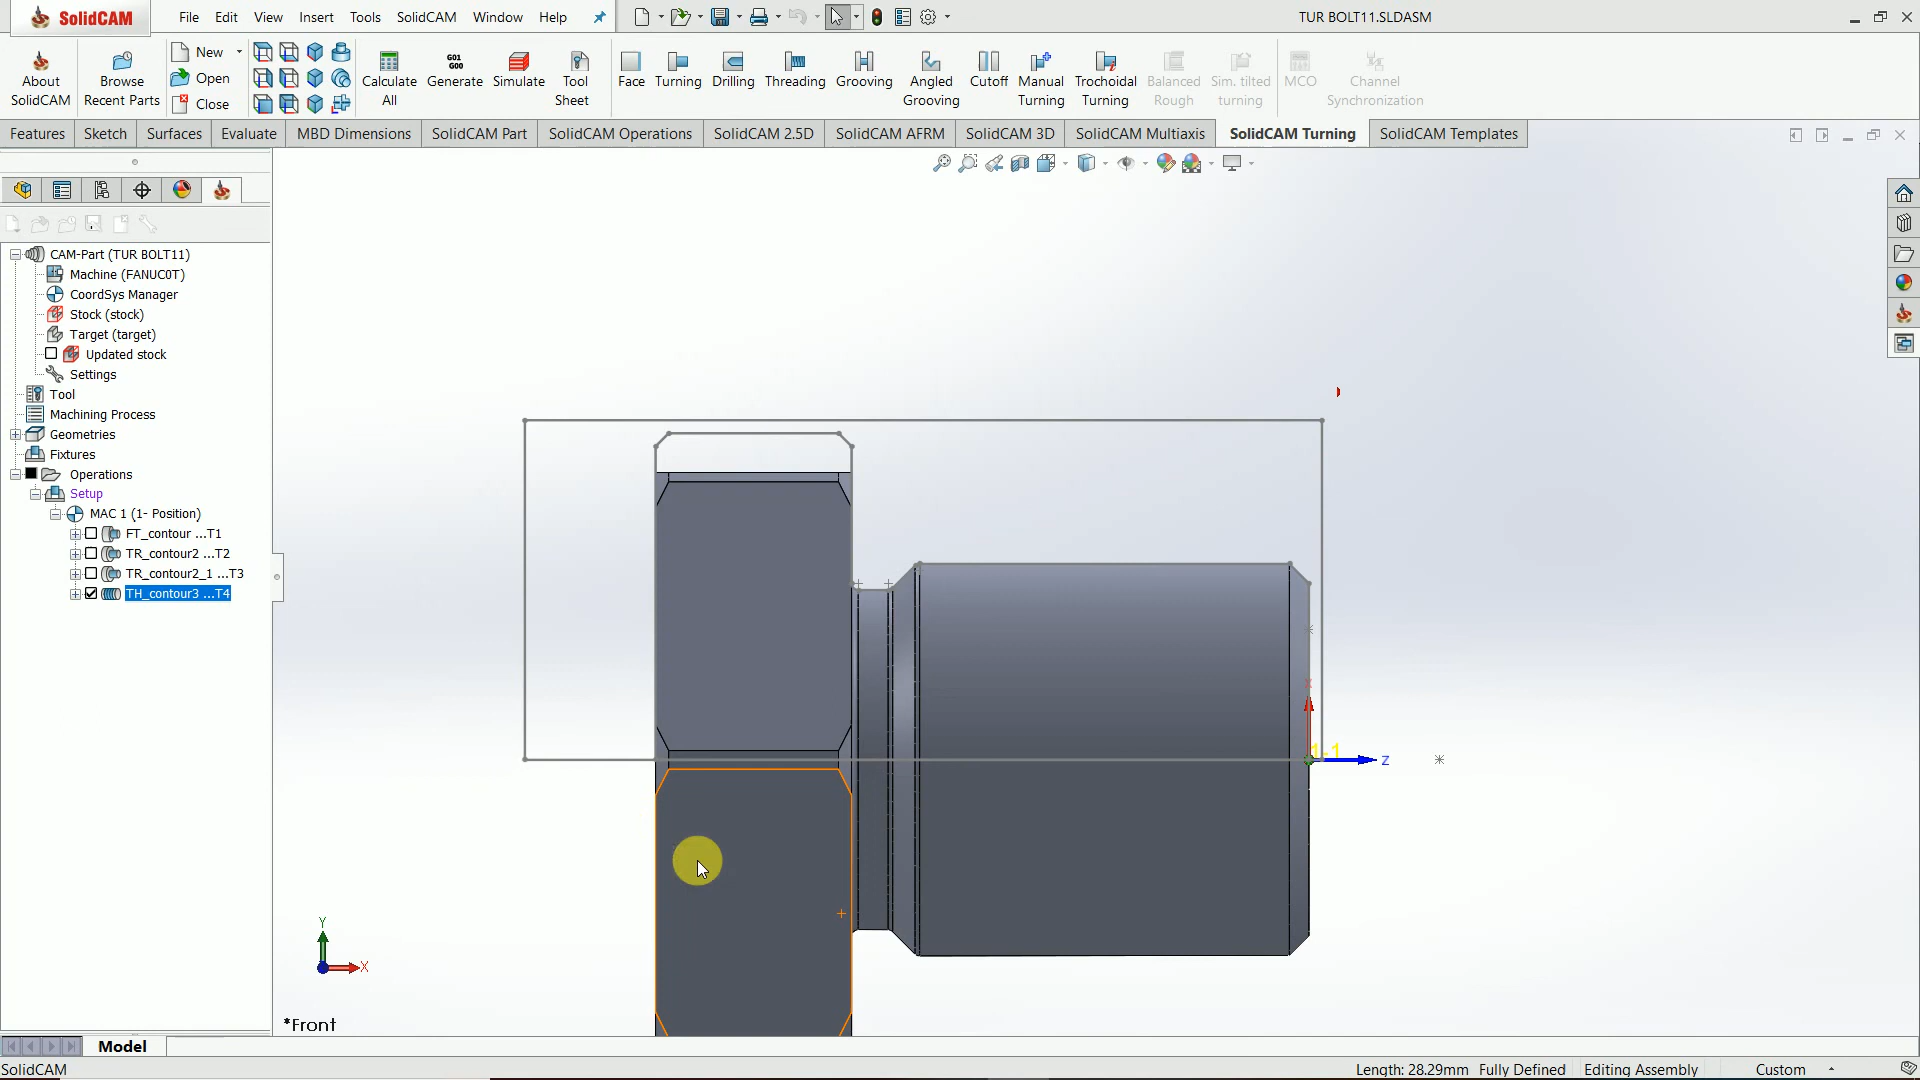 SolidCAM File Edit View Insert Tools SolidCAM Window Help TUR BOLT11.SLDASM
About SolidCAM
Browse Recent Parts
New
Open
Close
Calculate All
G01 G00
Generate
Simulate
Tool Sheet
Face
Turning
Drilling
Threading
Grooving
Angled Grooving
Cutoff
Manual Turning
Trochoidal Turning
Balanced Rough
Sim. tilted turning
MCO
Channel Synchronization
Features Sketch Surfaces Evaluate MBD Dimensions SolidCAM Part SolidCAM Operations SolidCAM 2.5D SolidCAM AFRM SolidCAM 3D SolidCAM Multiaxis SolidCAM Turning SolidCAM Templates
CAM-Part (TUR BOLT11)
Machine (FANUC0T)
CoordSys Manager
Stock (stock)
Target (target)
Updated stock
Settings
Tool
Machining Process
Geometries
Fixtures
Operations
Setup
MAC 1 (1- Position)
FT_contour ...T1
TR_contour2 ...T2
TR_contour2_1 ...T3
TH_contour3 ...T4
X
1-1
Z
Y
X
*Front
Model
SolidCAM Length: 28.29mm Fully Defined Editing Assembly Custom